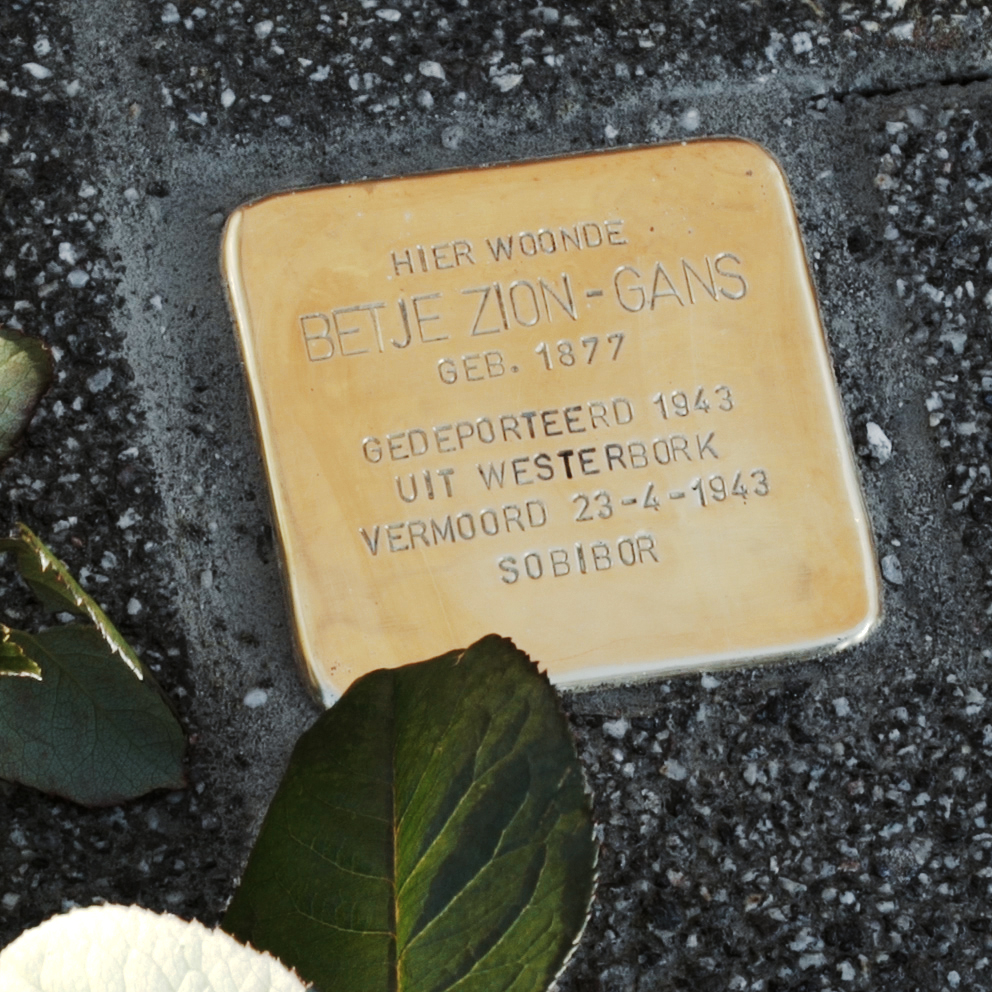 HIER WOONDE
BETJE ZION-GANS
GEB. 1877
GEDEPORTEERD 1943
UIT WESTERBORK
VERMOORD 23-4-1943
SOBIBOR